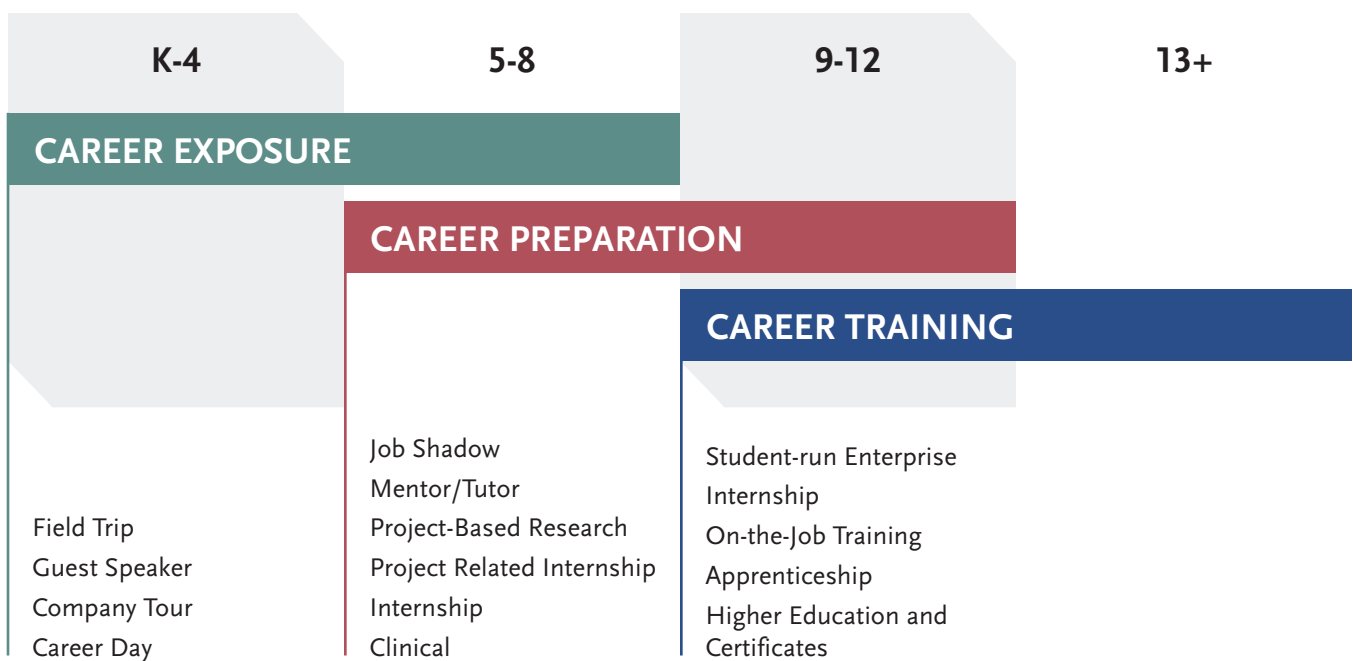 K-4
5-8
9-12
13+
CAREER EXPOSURE
CAREER PREPARATION
CAREER TRAINING
Field Trip
Guest Speaker
Company Tour
Career Day
Job Shadow
Mentor/Tutor
Project-Based Research
Project Related Internship
Internship
Clinical
Student-run Enterprise
Internship
On-the-Job Training
Apprenticeship
Higher Education and
Certificates